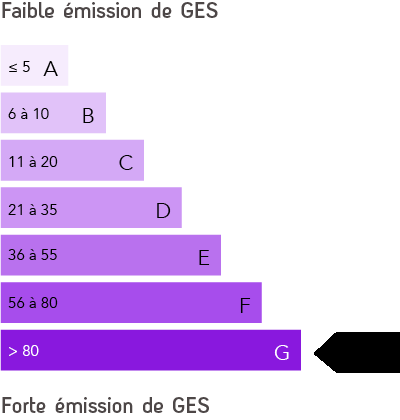 Faible émission de GES
≤ 5 A
6 à 10 B
11 à 20 C
21 à 35 D
36 à 55 E
56 à 80 F
> 80 G
Forte émission de GES